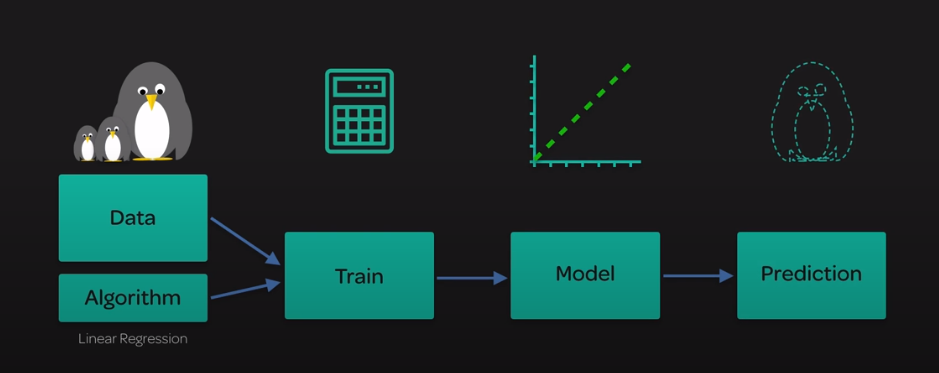 Data
Algorithm
Linear Regression
Train
Model
Prediction